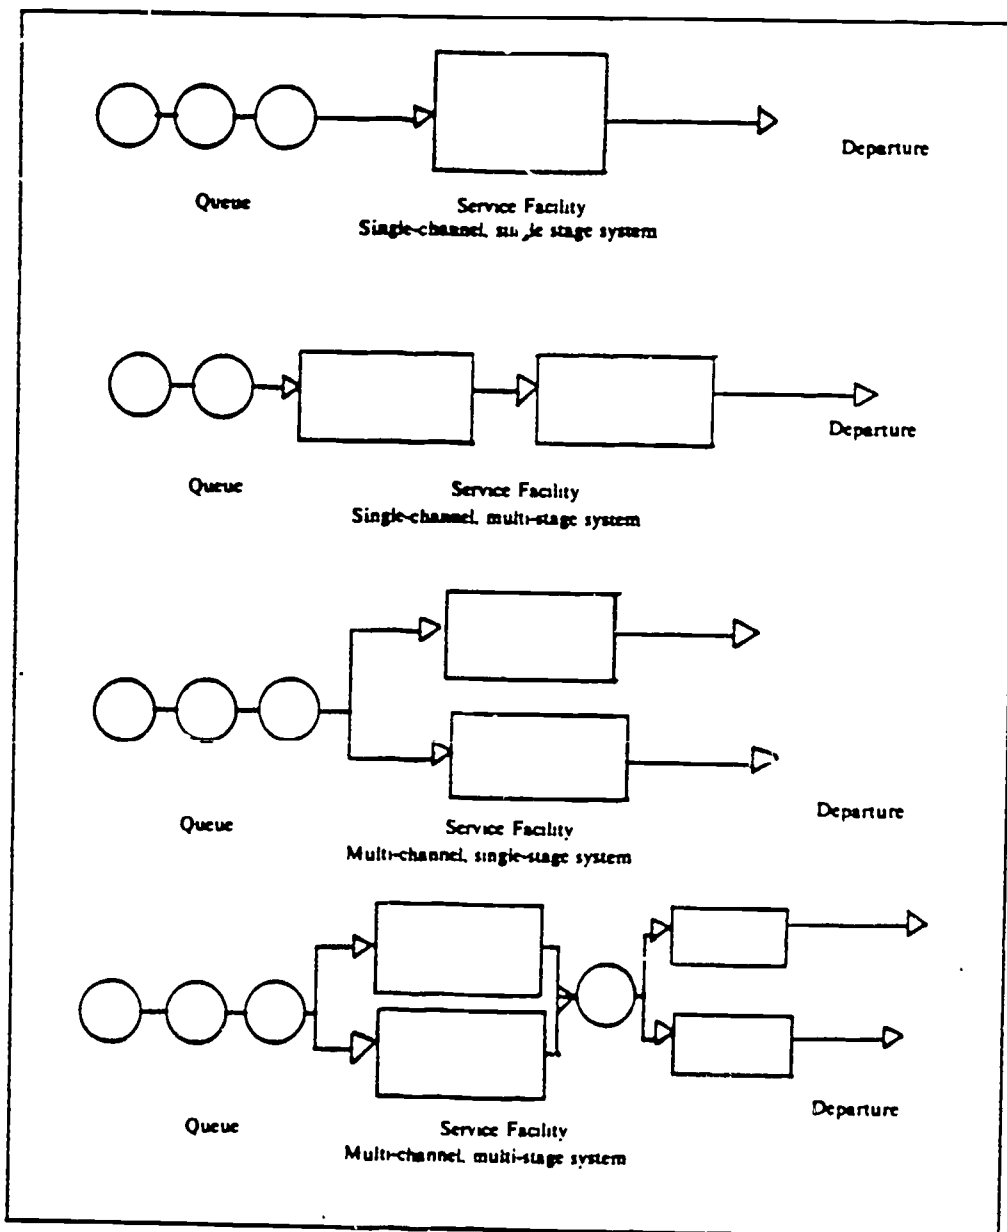 Departure
Queue
Service Facility
Single-channel, stage system
Departure
Queue
Service Facility
Single-channel, multi-stage system
Queue
Service Facility
Departure
Multi-channel, single-stage system
Queue
Service Facility
Departure
Multi-channel, multi-stage system